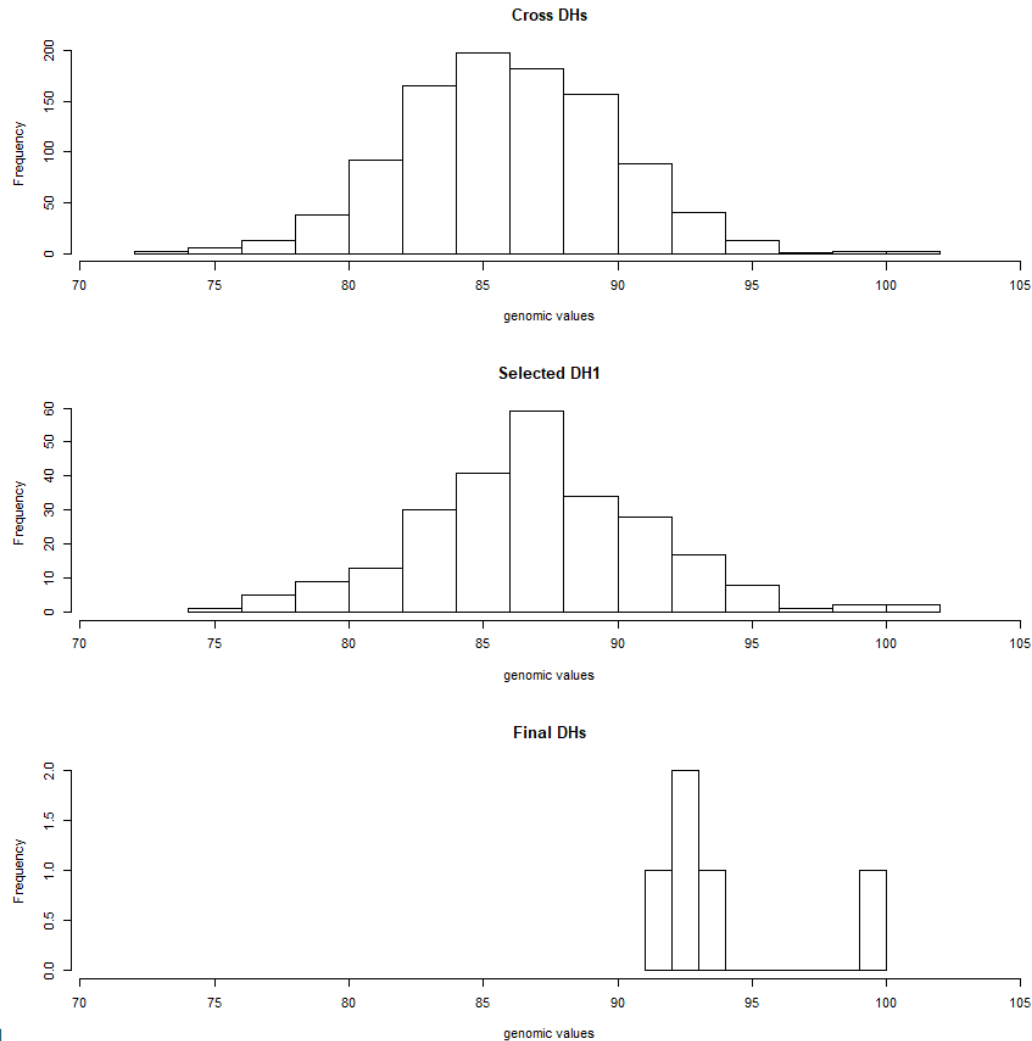 Cross DHs
Frequency
0 50 100 150 200
70 75 80 85 90 95 100 105
genomic values
Selected DH1
Frequency
0 10 20 30 40 50 60
70 75 80 85 90 95 100 105
genomic values
Final DHs
Frequency
0.0 0.5 1.0 1.5 2.0
70 75 80 85 90 95 100 105
genomic values